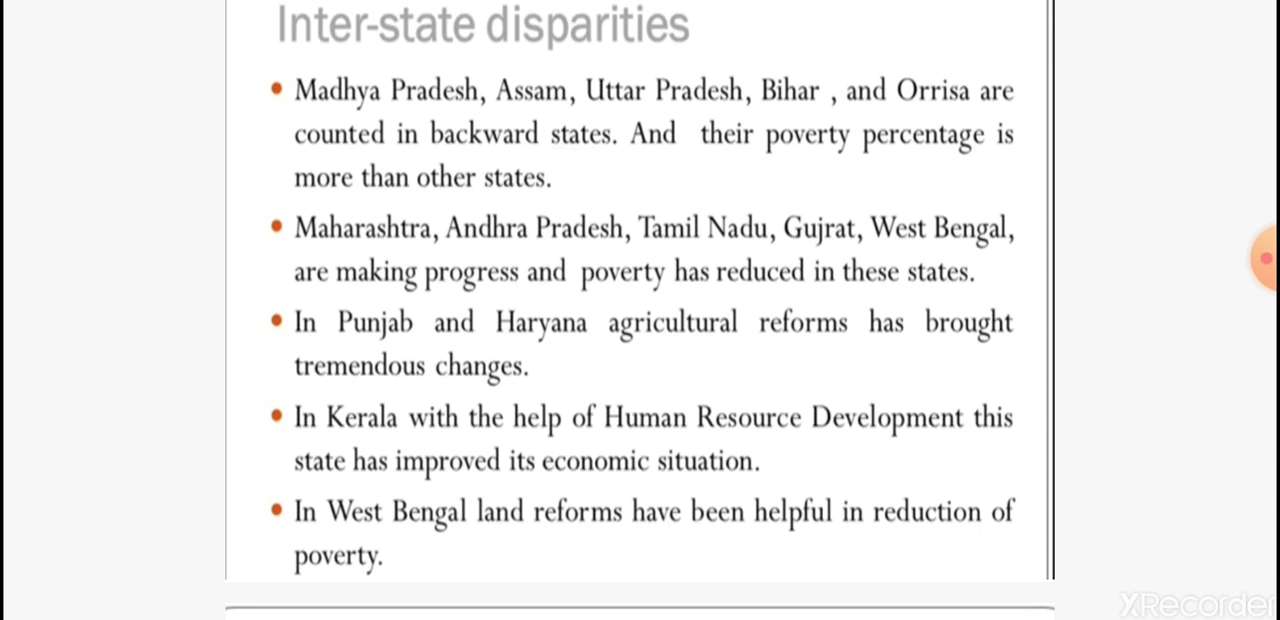 Inter-state disparities
• Madhya Pradesh, Assam, Uttar Pradesh, Bihar , and Orrisa are
counted in backward states. And their poverty percentage is
more than other states.
• Maharashtra, Andhra Pradesh, Tamil Nadu, Gujrat, West Bengal,
are making progress and poverty has reduced in these states.
• In Punjab and Haryana agricultural reforms has brought
tremendous changes.
• In Kerala with the help of Human Resource Development this
state has improved its economic situation.
• In West Bengal land reforms have been helpful in reduction of
poverty.
XRecorder